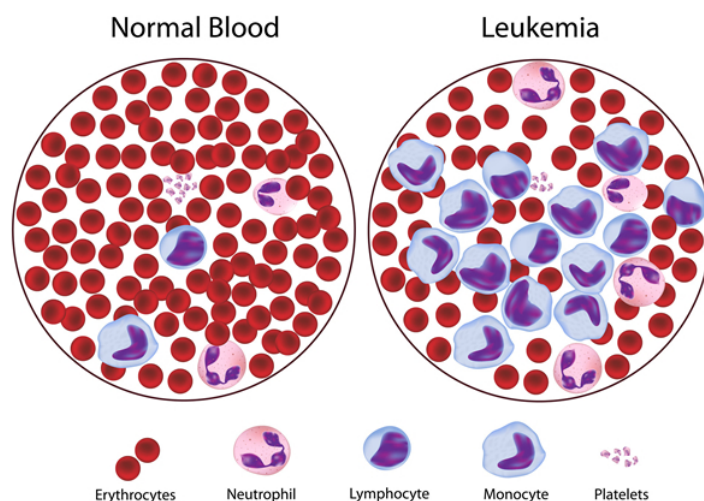 Normal Blood
Leukemia
Erythrocytes
Neutrophil
Lymphocyte
Monocyte
Platelets